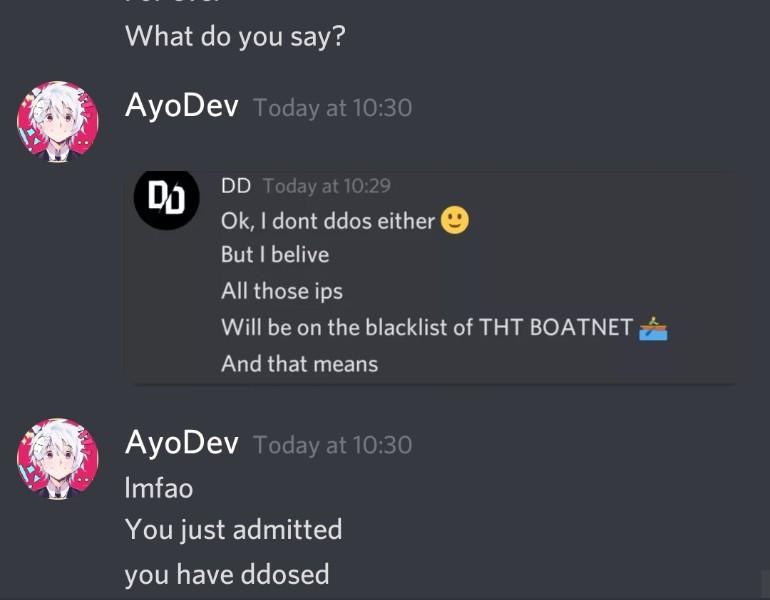 What do you say?
AyoDev Today at 10:30
DD
DD Today at 10:29
Ok, I dont ddos either 🙂
But I belive
All those ips
Will be on the blacklist of THT BOATNET 🚣
And that means
AyoDev Today at 10:30
lmfao
You just admitted
you have ddosed